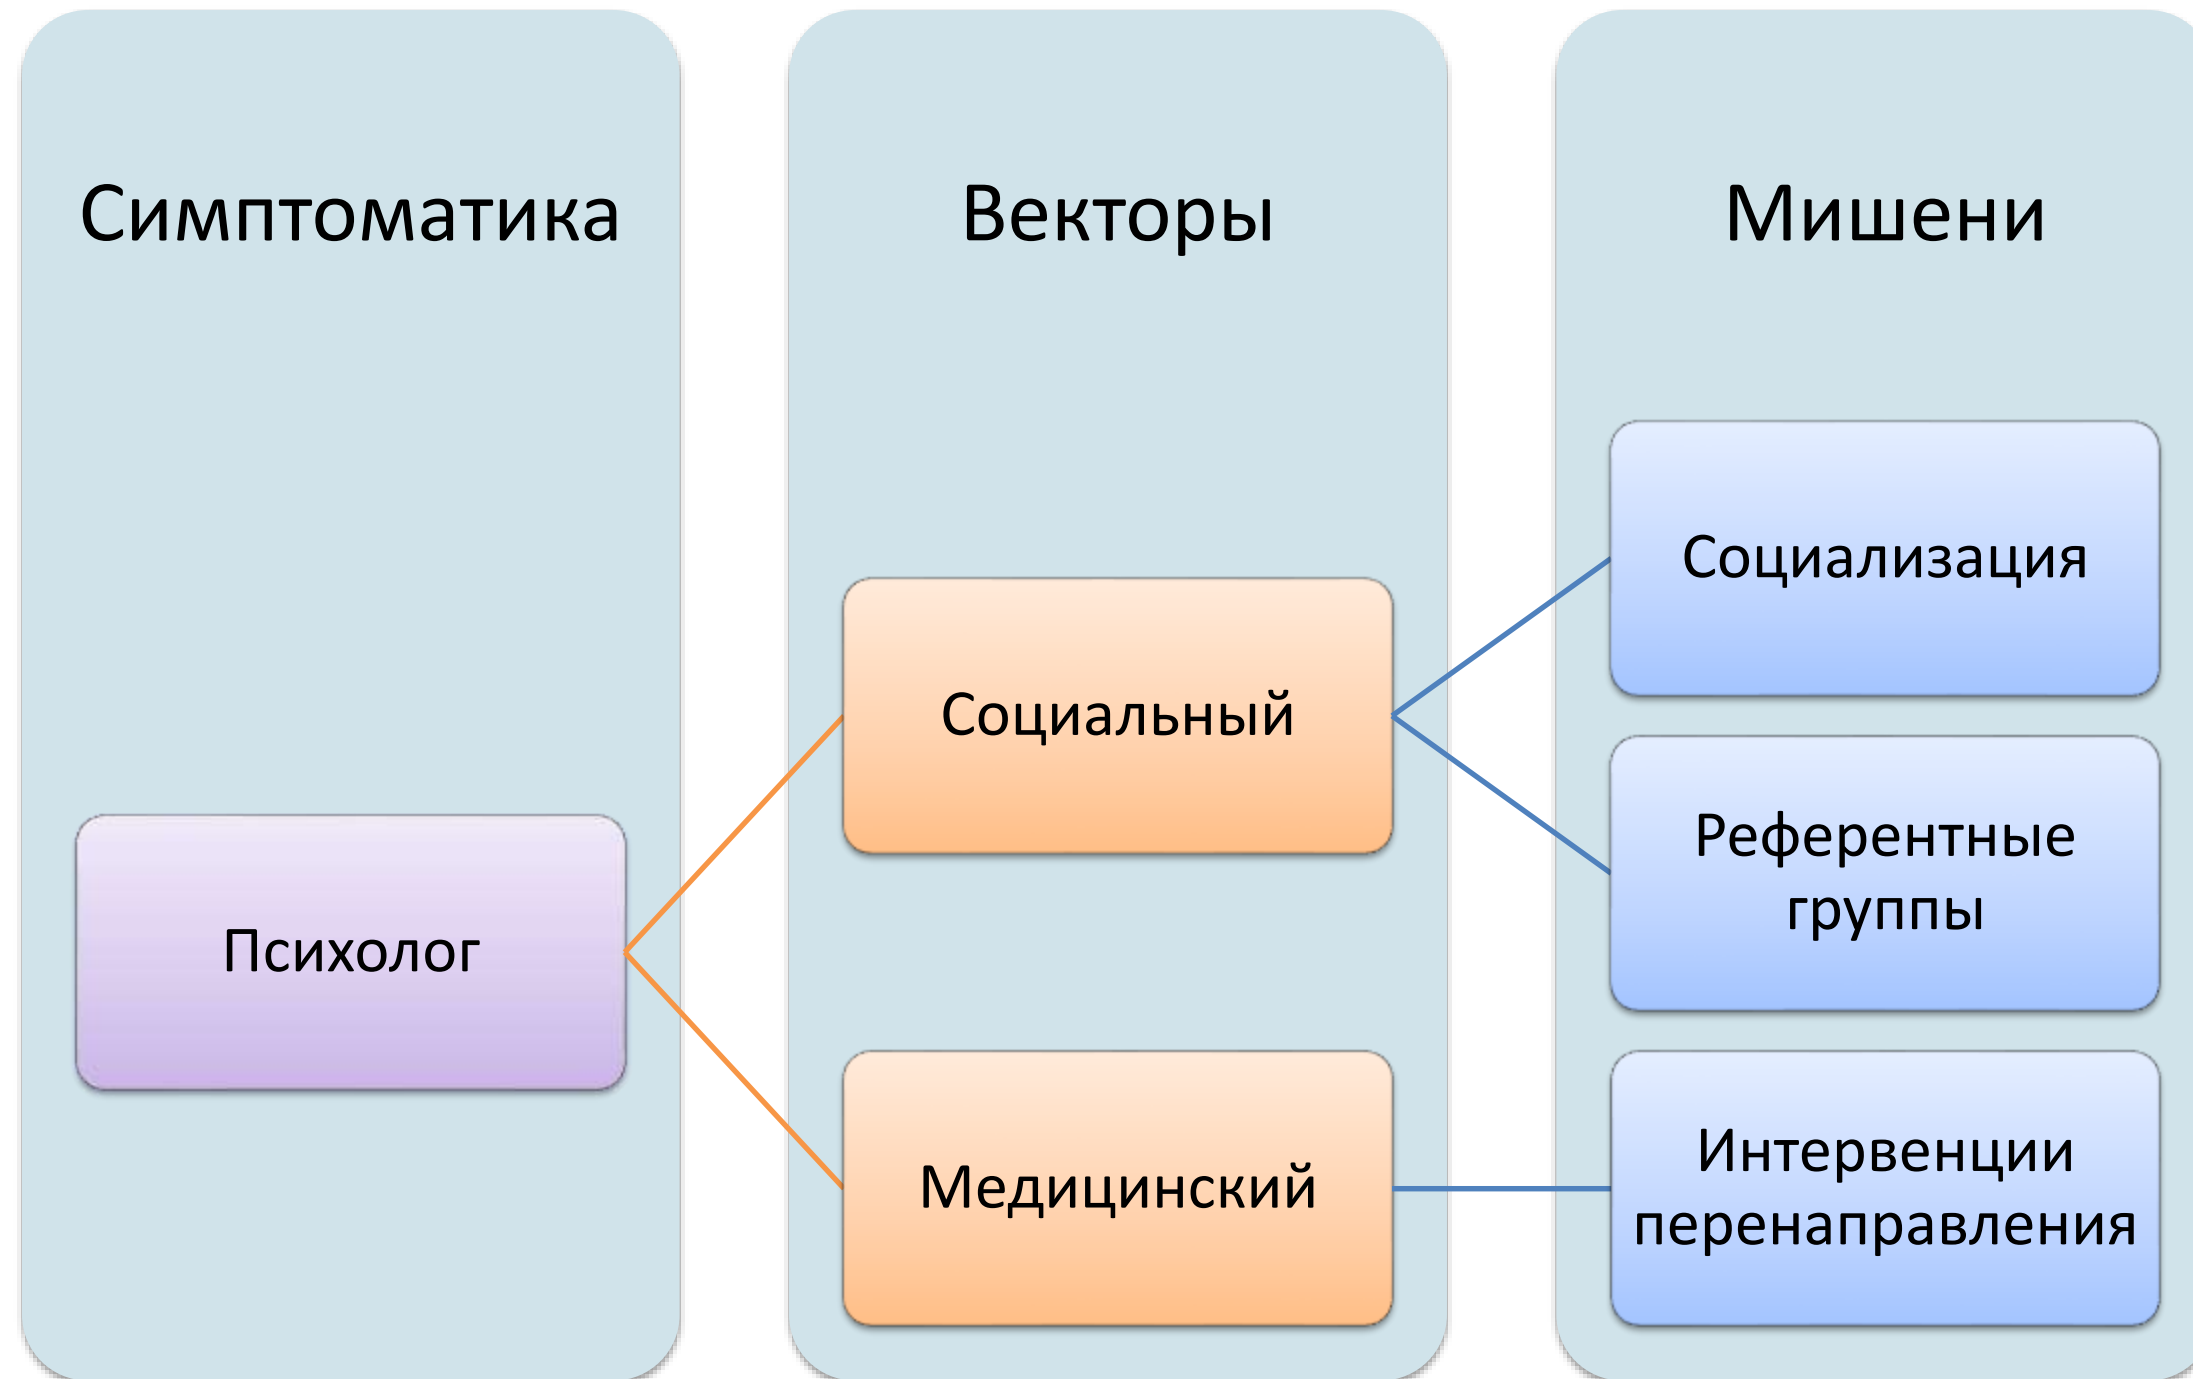 Симптоматика
Векторы
Мишени
Социализация
Социальный
Референтные
группы
Психолог
Медицинский
Интервенции
перенаправления